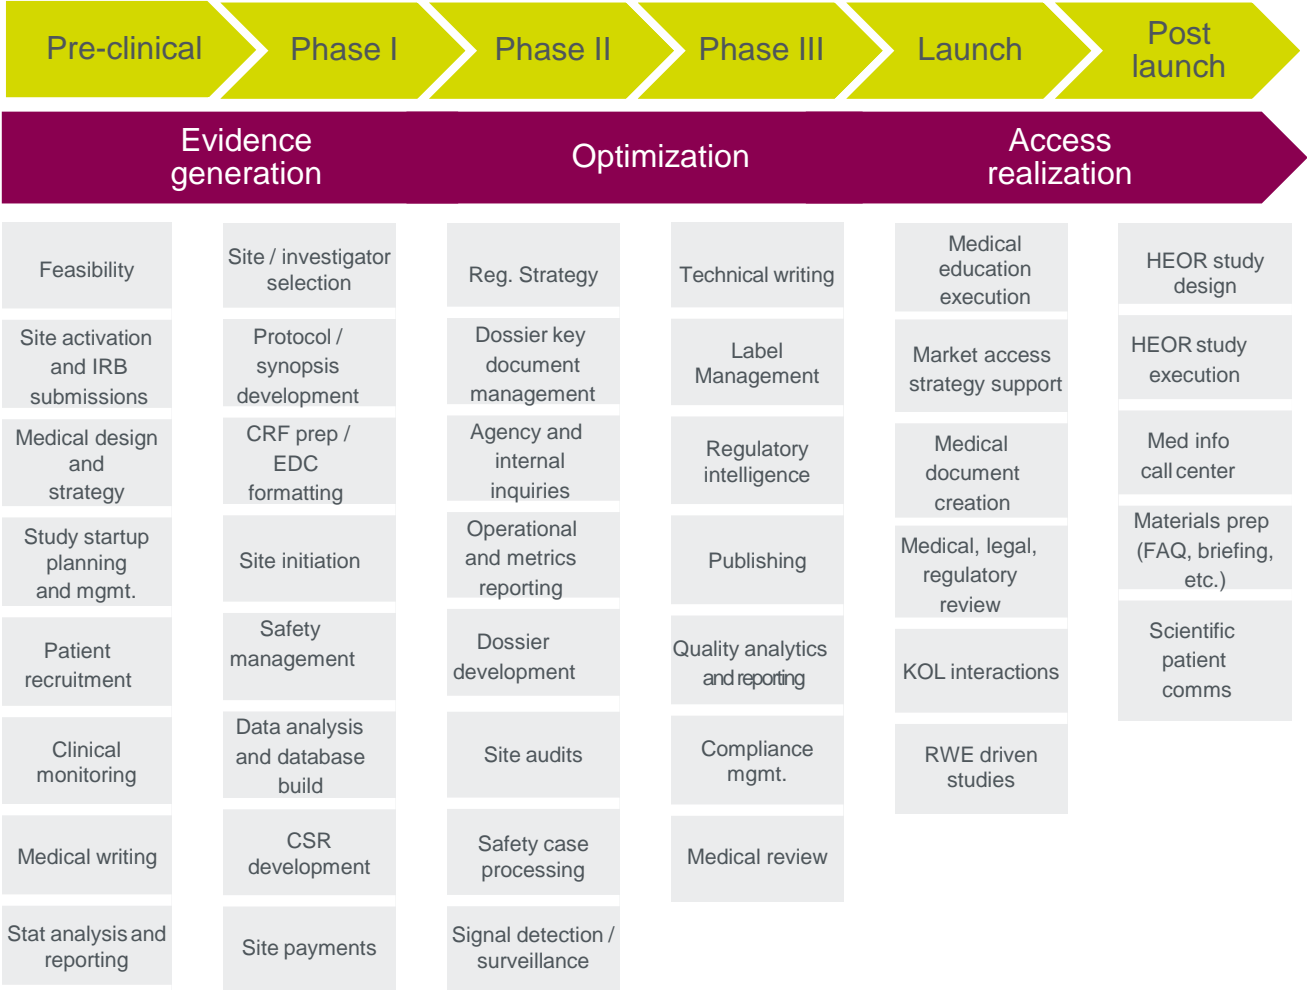 Pre-clinical
Phase I
Phase II
Phase III
Launch
Post
launch
Evidence
generation
Optimization
Access
realization
Feasibility
Site activation
and IRB
submissions
Medical design
and
strategy
Study startup
planning
and mgmt.
Patient
recruitment
Clinical
monitoring
Medical writing
Stat analysis and
reporting
Site / investigator
selection
Protocol /
synopsis
development
CRF prep /
EDC
formatting
Site initiation
Safety
management
Data analysis
and database
build
CSR
development
Site payments
Reg. Strategy
Dossier key
document
management
Agency and
internal
inquiries
Operational
and metrics
reporting
Dossier
development
Site audits
Safety case
processing
Signal detection /
surveillance
Technical writing
Label
Management
Regulatory
intelligence
Publishing
Quality analytics
and reporting
Compliance
mgmt.
Medical review
Medical
education
execution
Market access
strategy support
Medical
document
creation
Medical, legal,
regulatory
review
KOL interactions
RWE driven
studies
HEOR study
design
HEOR study
execution
Med info
call center
Materials prep
(FAQ, briefing,
etc.)
Scientific
patient
comms